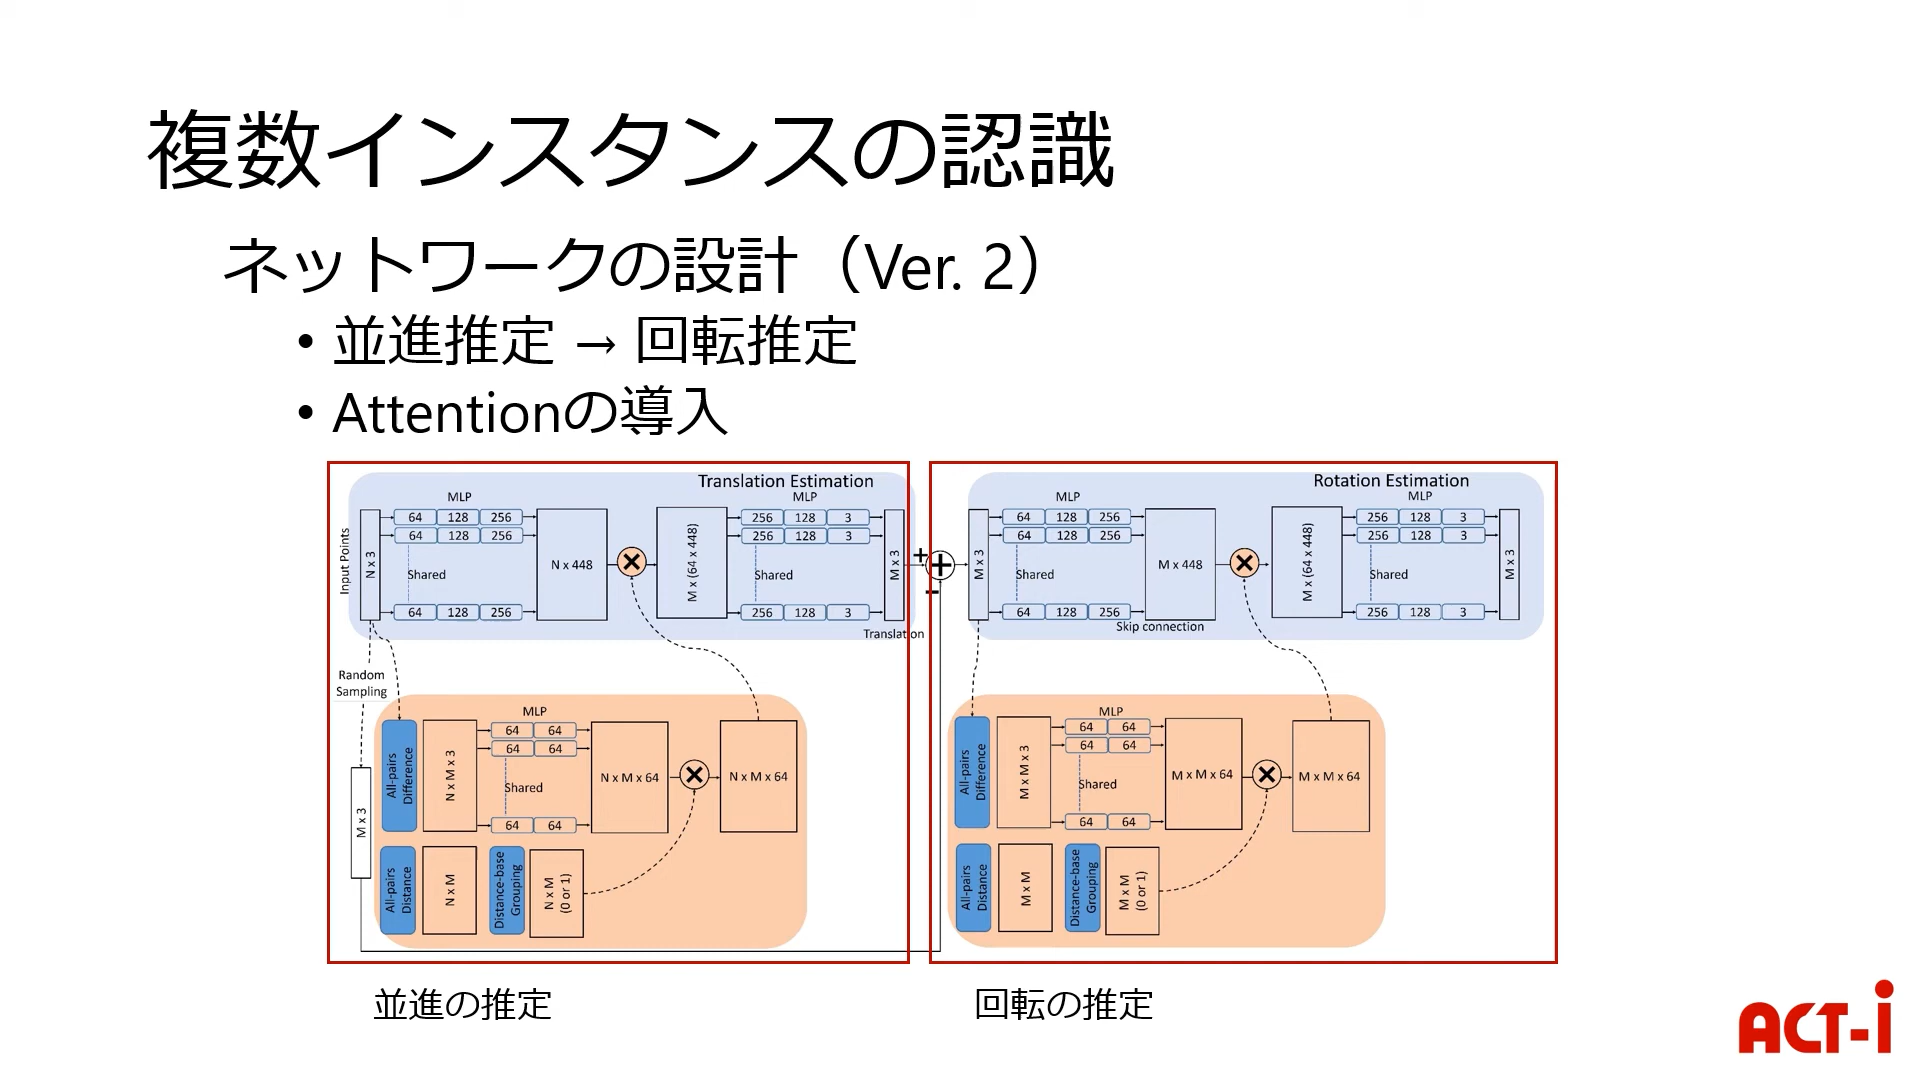 複数インスタンスの認識
ネットワークの設計（Ver. 2）
• 並進推定 → 回転推定
• Attentionの導入
Translation Estimation
MLP
MLP
Input Points
N x 3
64 128 256
64 128 256
Shared
64 128 256
N x 448
M x (64 x 448)
256 128 3
256 128 3
Shared
256 128 3
M x 3
Translation
Random
Sampling
M x 3
MLP
All-pairs
Difference
N x M x 3
64 64
64 64
Shared
64 64
N x M x 64
N x M x 64
All-pairs
Distance
N x M
Distance-base
Grouping
N x M
(0 or 1)
+
−
Rotation Estimation
MLP
MLP
M x 3
64 128 256
64 128 256
Shared
64 128 256
M x 448
Skip connection
M x (64 x 448)
256 128 3
256 128 3
Shared
256 128 3
M x 3
MLP
All-pairs
Difference
M x M x 3
64 64
64 64
Shared
64 64
M x M x 64
M x M x 64
All-pairs
Distance
M x M
Distance-base
Grouping
M x M
(0 or 1)
並進の推定
回転の推定
ACT-i